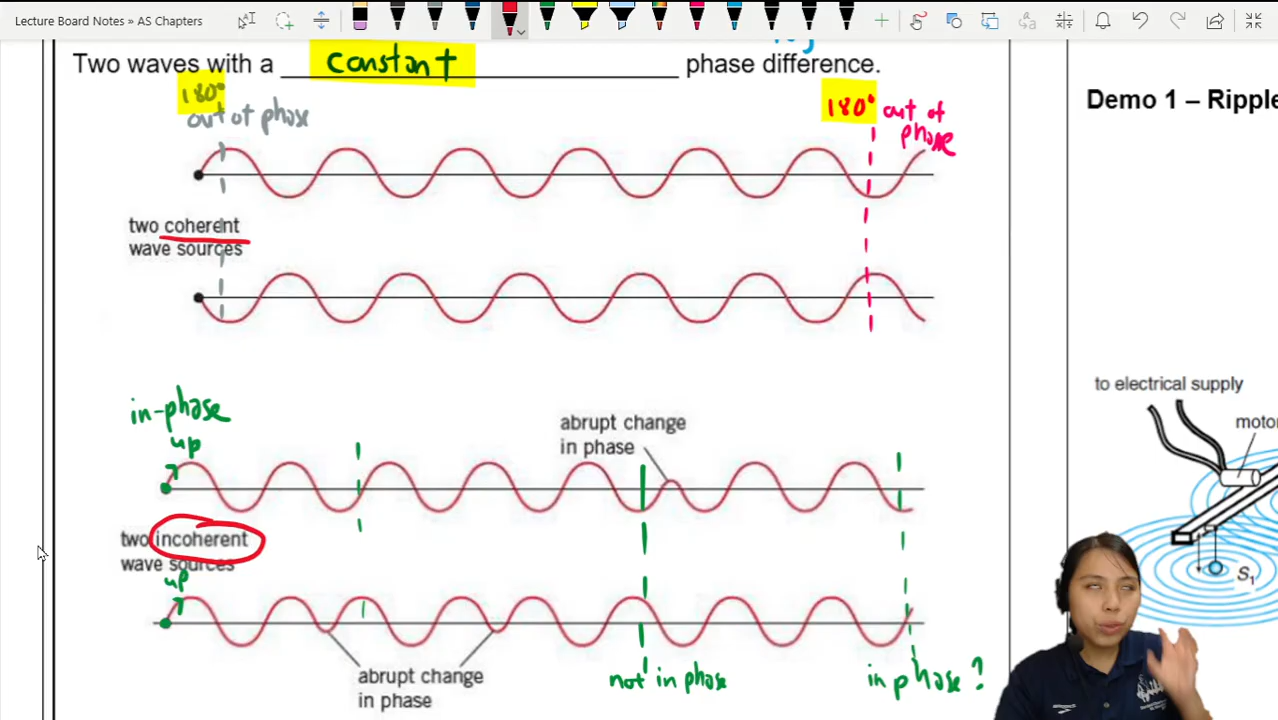 Lecture Board Notes » AS Chapters
Two waves with a constant phase difference.
180°
out of phase
180° out of
phase
Demo 1 – Ripple
two coherent
wave sources
in-phase
up
abrupt change
in phase
to electrical supply
motor
two incoherent
wave sources
up
S1
abrupt change
in phase
not in phase
in phase?